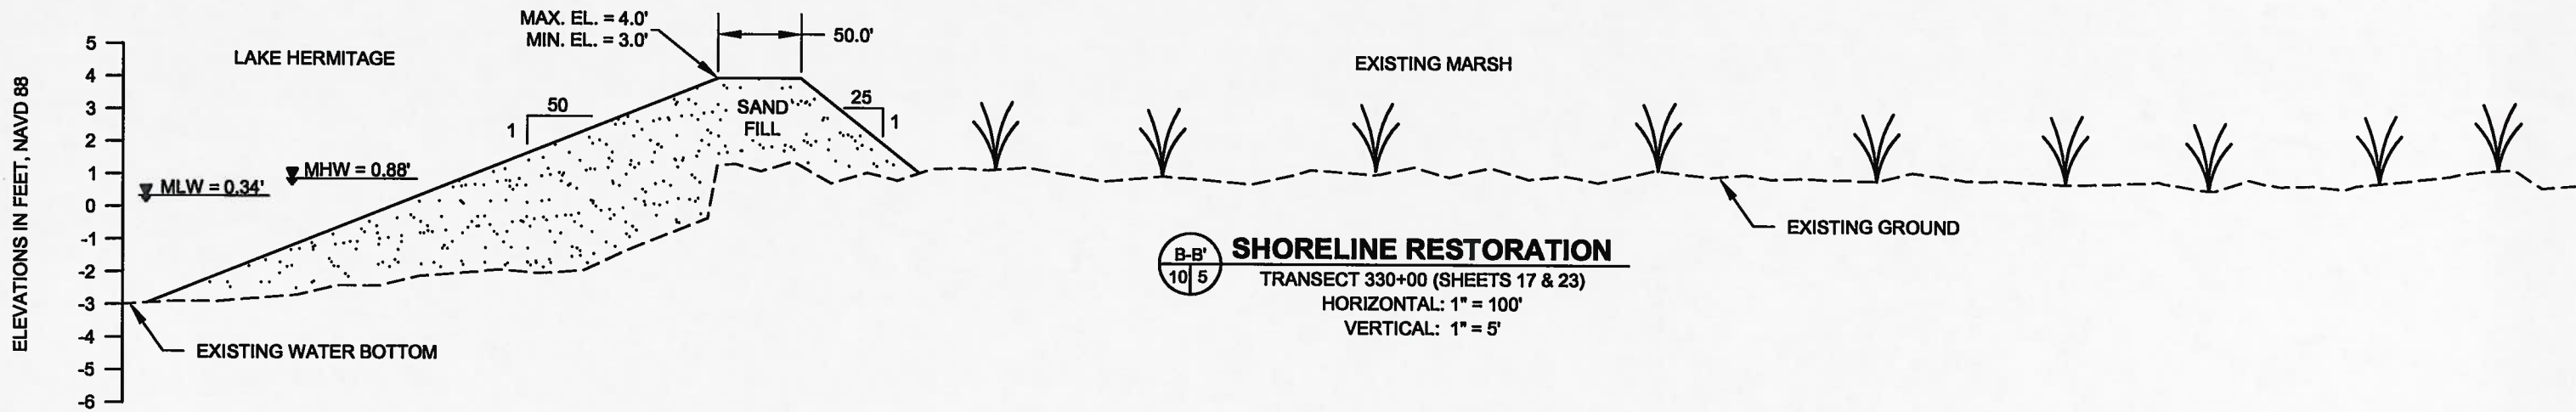 ELEVATIONS IN FEET, NAVD 88
5
4
3
2
1
0
-1
-2
-3
-4
-5
-6
LAKE HERMITAGE
MAX. EL. = 4.0'
MIN. EL. = 3.0'
50.0'
EXISTING MARSH
50
1
SAND
FILL
25
1
MLW = 0.34'
MHW = 0.88'
EXISTING WATER BOTTOM
EXISTING GROUND
B-B'
10 5
SHORELINE RESTORATION
TRANSECT 330+00 (SHEETS 17 & 23)
HORIZONTAL: 1" = 100'
VERTICAL: 1" = 5'